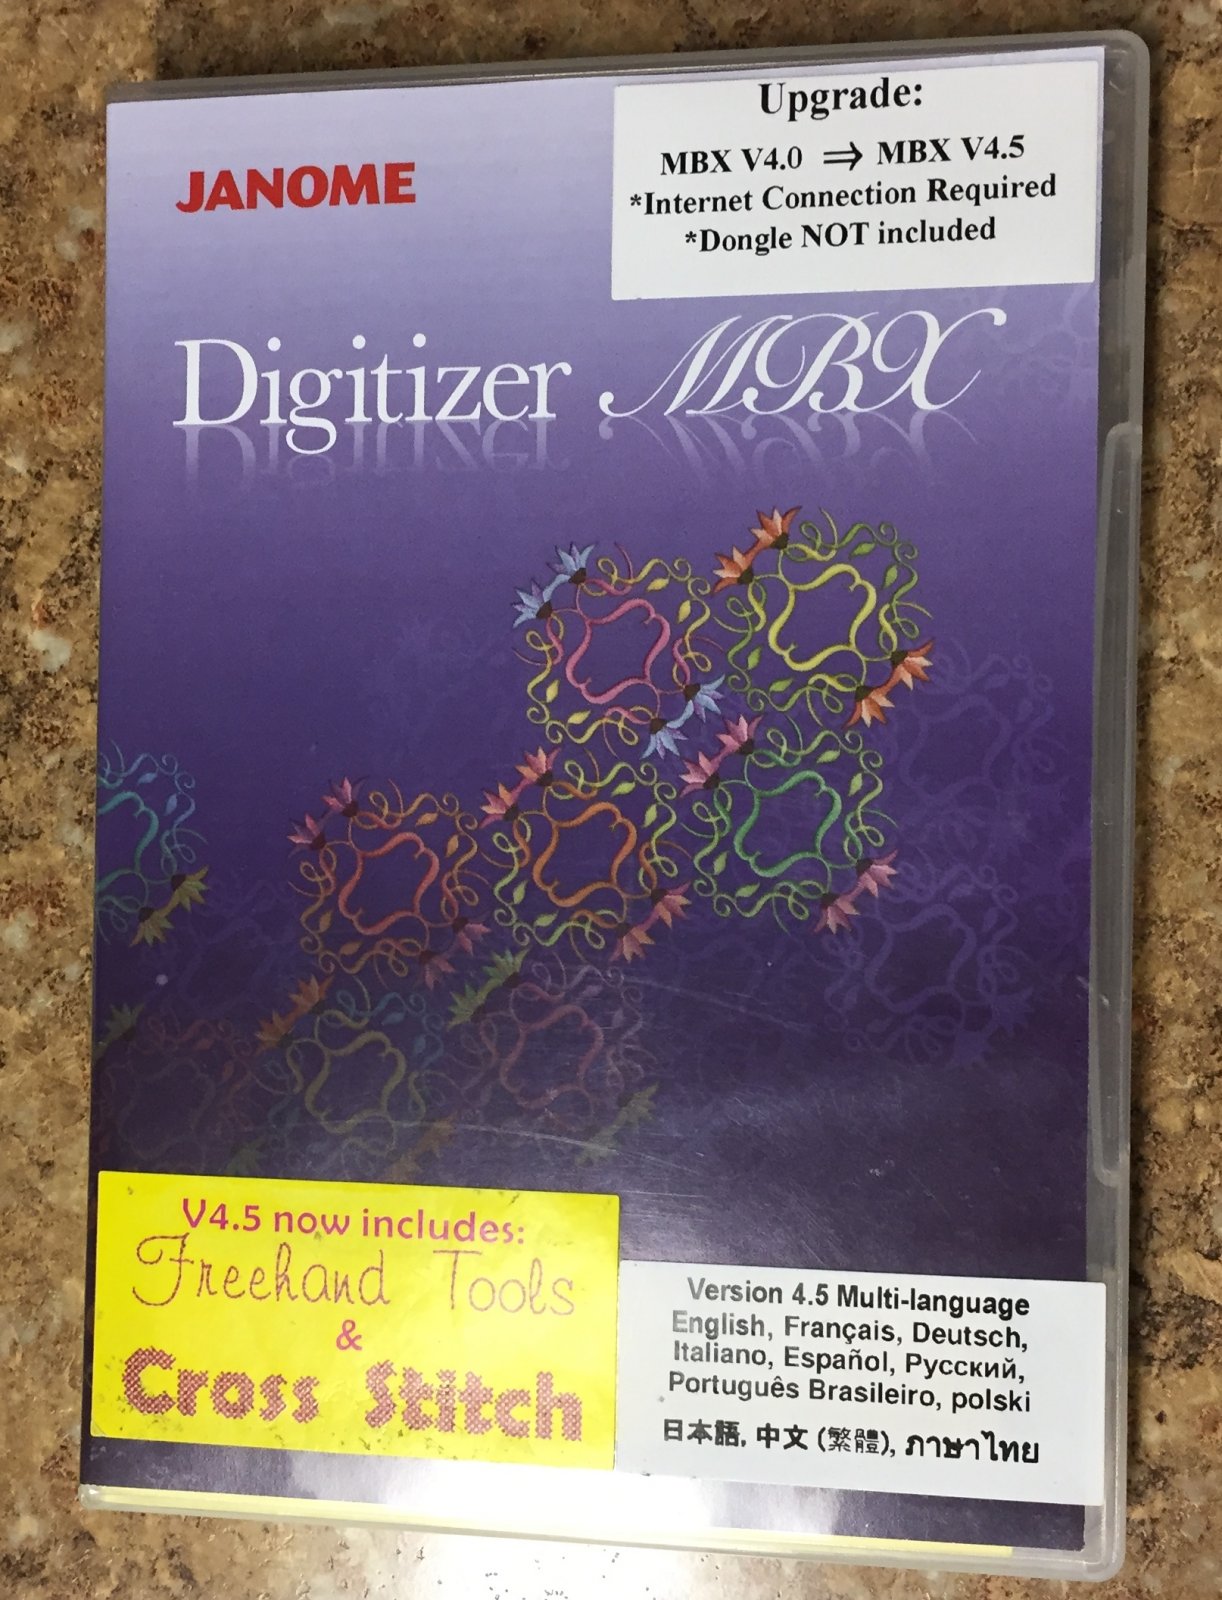 Upgrade:
MBX V4.0 ⇒ MBX V4.5
*Internet Connection Required
*Dongle NOT included
JANOME
Digitizer MBX
V4.5 now includes:
Freehand Tools
&
Cross Stitch
Version 4.5 Multi-language
English, Français, Deutsch,
Italiano, Español, Русский,
Português Brasileiro, polski
日本語, 中文 (繁體), ภาษาไทย